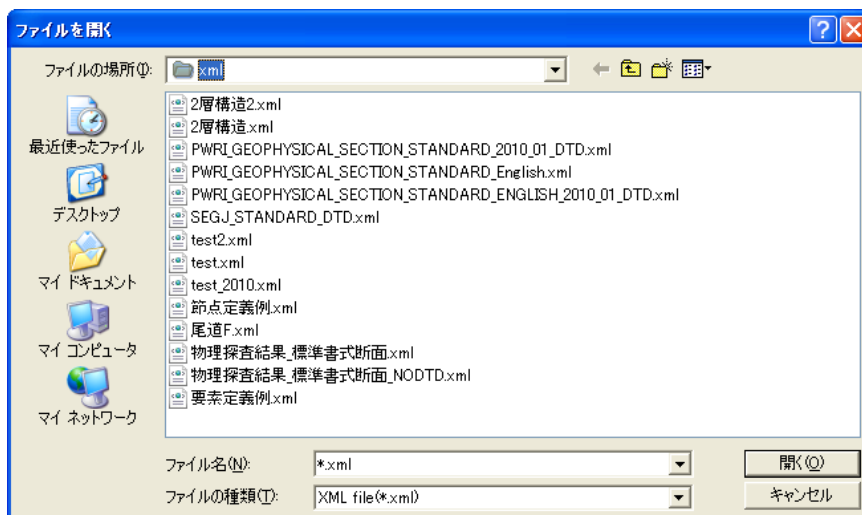 ファイルを開く
ファイルの場所(I):
xml
最近使ったファイル
デスクトップ
マイ ドキュメント
マイ コンピュータ
マイ ネットワーク
2層構造2.xml
2層構造.xml
PWRI_GEOPHYSICAL_SECTION_STANDARD_2010_01_DTD.xml
PWRI_GEOPHYSICAL_SECTION_STANDARD_English.xml
PWRI_GEOPHYSICAL_SECTION_STANDARD_ENGLISH_2010_01_DTD.xml
SEGJ_STANDARD_DTD.xml
test2.xml
test.xml
test_2010.xml
節点定義例.xml
尾道F.xml
物理探査結果_標準書式断面.xml
物理探査結果_標準書式断面_NODTD.xml
要素定義例.xml
ファイル名(N):
*.xml
開く(O)
ファイルの種類(T):
XML file(*.xml)
キャンセル